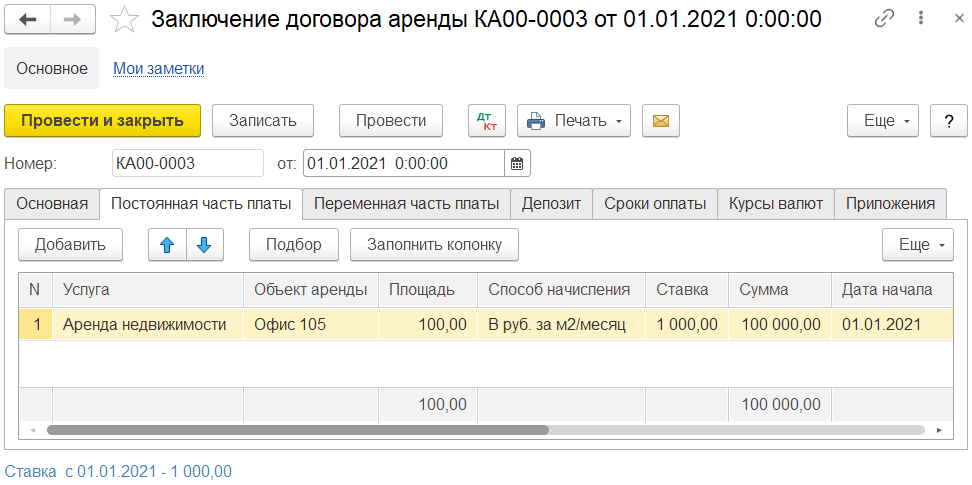 Заключение договора аренды КА00-0003 от 01.01.2021 0:00:00
Основное Мои заметки
Провести и закрыть Записать Провести Дт Кт Печать Еще ?
Номер: КА00-0003 от: 01.01.2021 0:00:00
Основная Постоянная часть платы Переменная часть платы Депозит Сроки оплаты Курсы валют Приложения
Добавить Подбор Заполнить колонку Еще
N Услуга Объект аренды Площадь Способ начисления Ставка Сумма Дата начала
1 Аренда недвижимости Офис 105 100,00 В руб. за м2/месяц 1 000,00 100 000,00 01.01.2021
100,00 100 000,00
Ставка с 01.01.2021 - 1 000,00